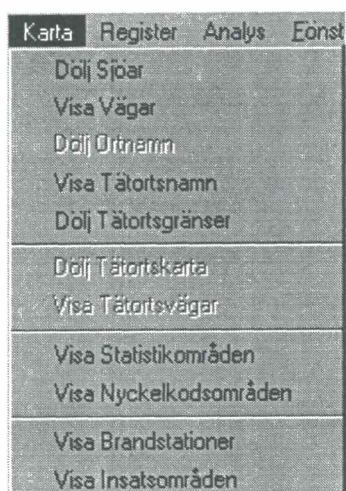 Karta Register Analys Fönst
Dölj Sjöar
Visa Vägar
Dölj Ortnamn
Visa Tätortsnamn
Dölj Tätortsgränser
Dölj Tätortskarta
Visa Tätortsvägar
Visa Statistikområden
Visa Nyckelkodsområden
Visa Brandstationer
Visa Insatsområden